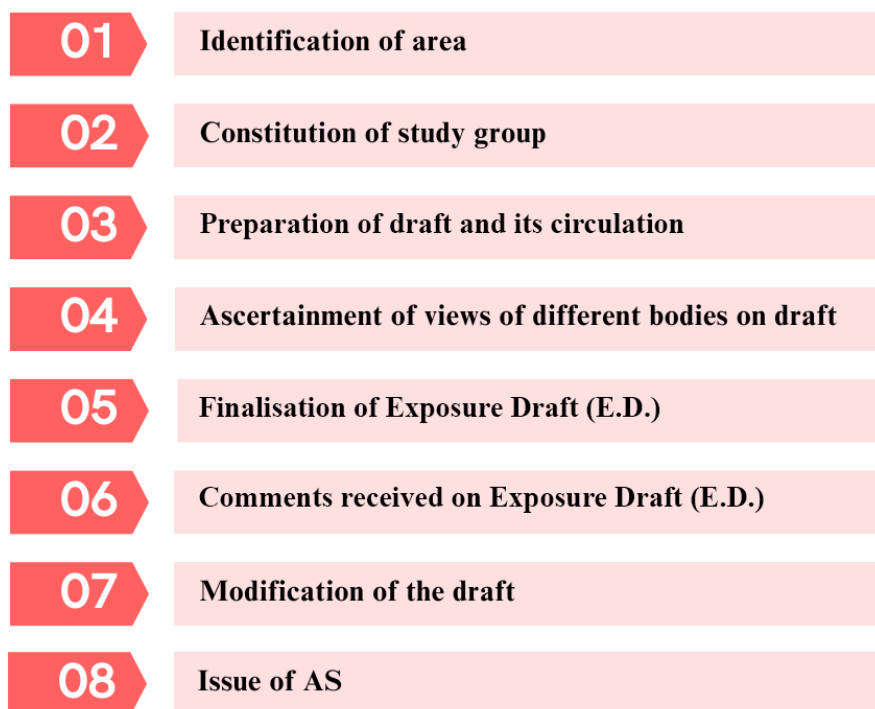 01 Identification of area
02 Constitution of study group
03 Preparation of draft and its circulation
04 Ascertainment of views of different bodies on draft
05 Finalisation of Exposure Draft (E.D.)
06 Comments received on Exposure Draft (E.D.)
07 Modification of the draft
08 Issue of AS